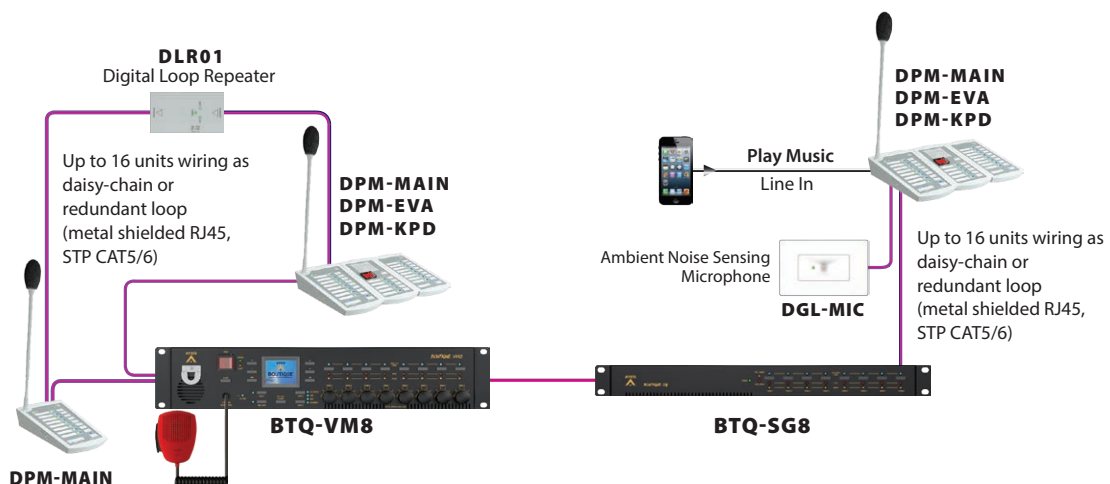 DLR01
Digital Loop Repeater
Up to 16 units wiring as
daisy-chain or
redundant loop
(metal shielded RJ45,
STP CAT5/6)
DPM-MAIN
DPM-EVA
DPM-KPD
DPM-MAIN
BTQ-VM8
BOUTIQUE
Play Music
Line In
DPM-MAIN
DPM-EVA
DPM-KPD
Ambient Noise Sensing
Microphone
DGL-MIC
Up to 16 units wiring as
daisy-chain or
redundant loop
(metal shielded RJ45,
STP CAT5/6)
BTQ-SG8